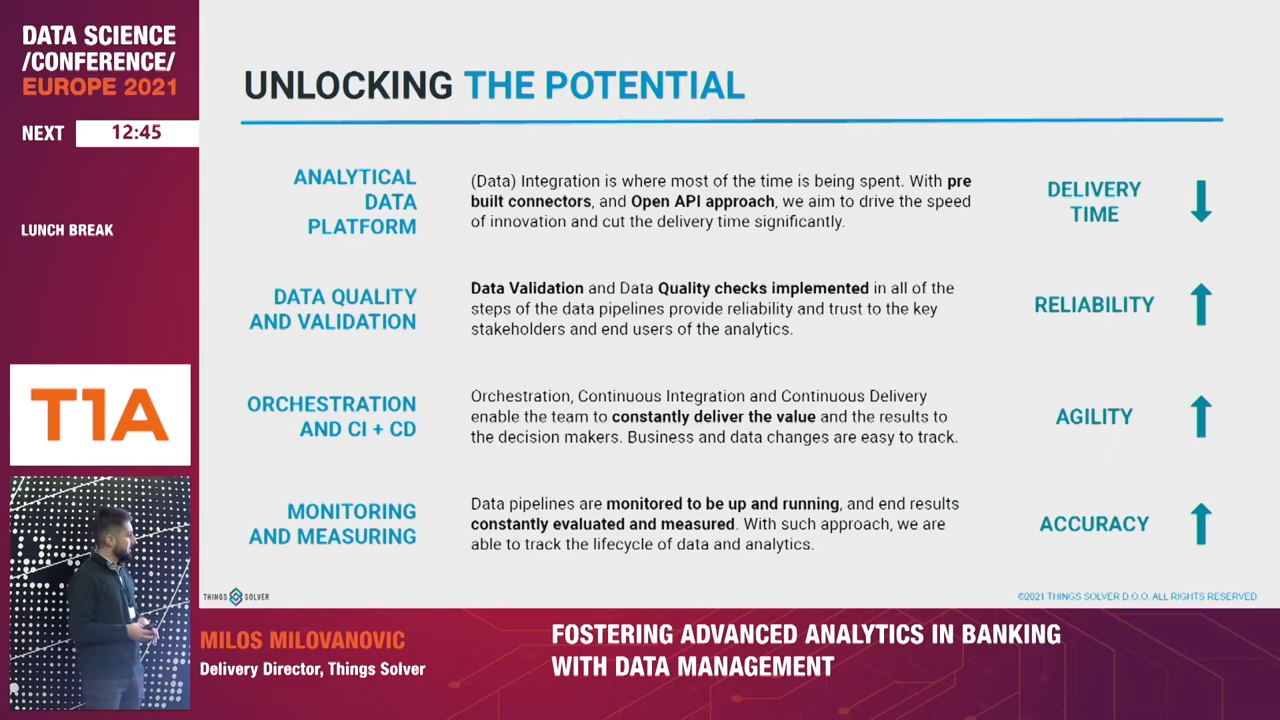 DATA SCIENCE
/CONFERENCE/
EUROPE 2021
NEXT 12:45
LUNCH BREAK
T1A
UNLOCKING THE POTENTIAL
ANALYTICAL
DATA
PLATFORM
(Data) Integration is where most of the time is being spent. With pre
built connectors, and Open API approach, we aim to drive the speed
of innovation and cut the delivery time significantly.
DELIVERY
TIME
DATA QUALITY
AND VALIDATION
Data Validation and Data Quality checks implemented in all of the
steps of the data pipelines provide reliability and trust to the key
stakeholders and end users of the analytics.
RELIABILITY
ORCHESTRATION
AND CI + CD
Orchestration, Continuous Integration and Continuous Delivery
enable the team to constantly deliver the value and the results to
the decision makers. Business and data changes are easy to track.
AGILITY
MONITORING
AND MEASURING
Data pipelines are monitored to be up and running, and end results
constantly evaluated and measured. With such approach, we are
able to track the lifecycle of data and analytics.
ACCURACY
THINGS SOLVER
©2021 THINGS SOLVER D.O.O. ALL RIGHTS RESERVED
MILOS MILOVANOVIC
Delivery Director, Things Solver
FOSTERING ADVANCED ANALYTICS IN BANKING
WITH DATA MANAGEMENT